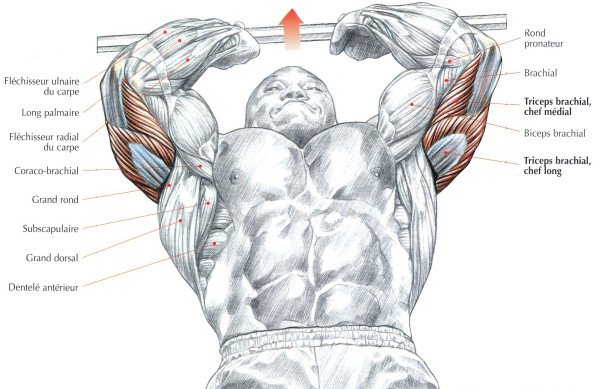 Fléchisseur ulnaire
du carpe
Long palmaire
Fléchisseur radial
du carpe
Coraco-brachial
Grand rond
Subscapulaire
Grand dorsal
Dentelé antérieur
Rond
pronateur
Brachial
Triceps brachial,
chef médial
Biceps brachial
Triceps brachial,
chef long